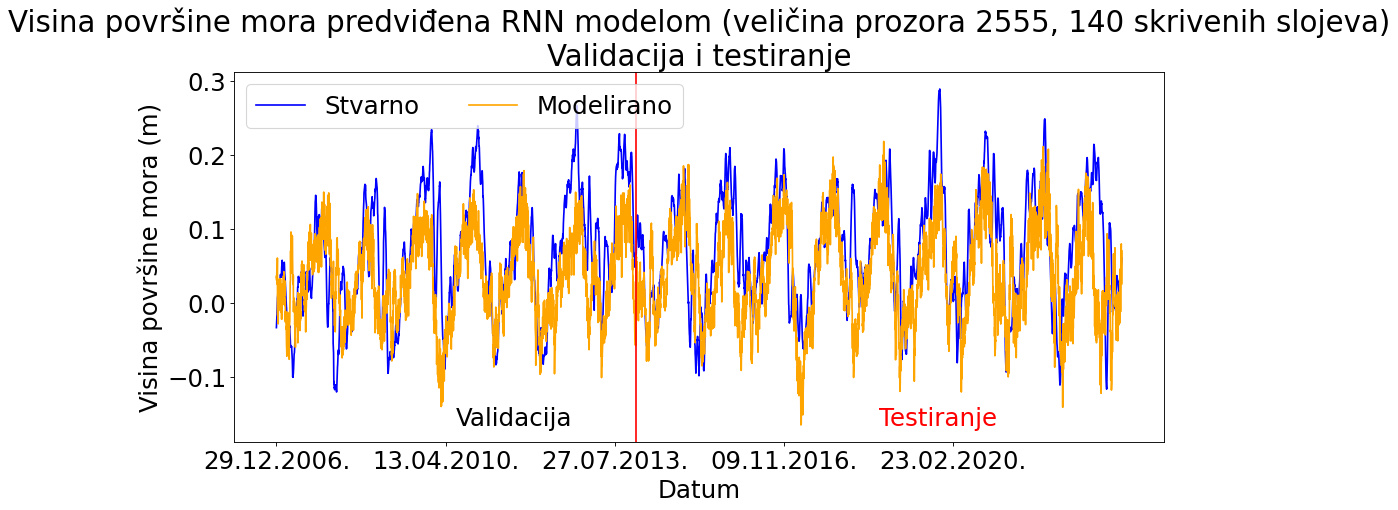 Visina površine mora predviđena RNN modelom (veličina prozora 2555, 140 skrivenih slojeva)
Validacija i testiranje
Stvarno Modelirano
Visina površine mora (m)
0.3
0.2
0.1
0.0
−0.1
Validacija Testiranje
29.12.2006. 13.04.2010. 27.07.2013. 09.11.2016. 23.02.2020.
Datum